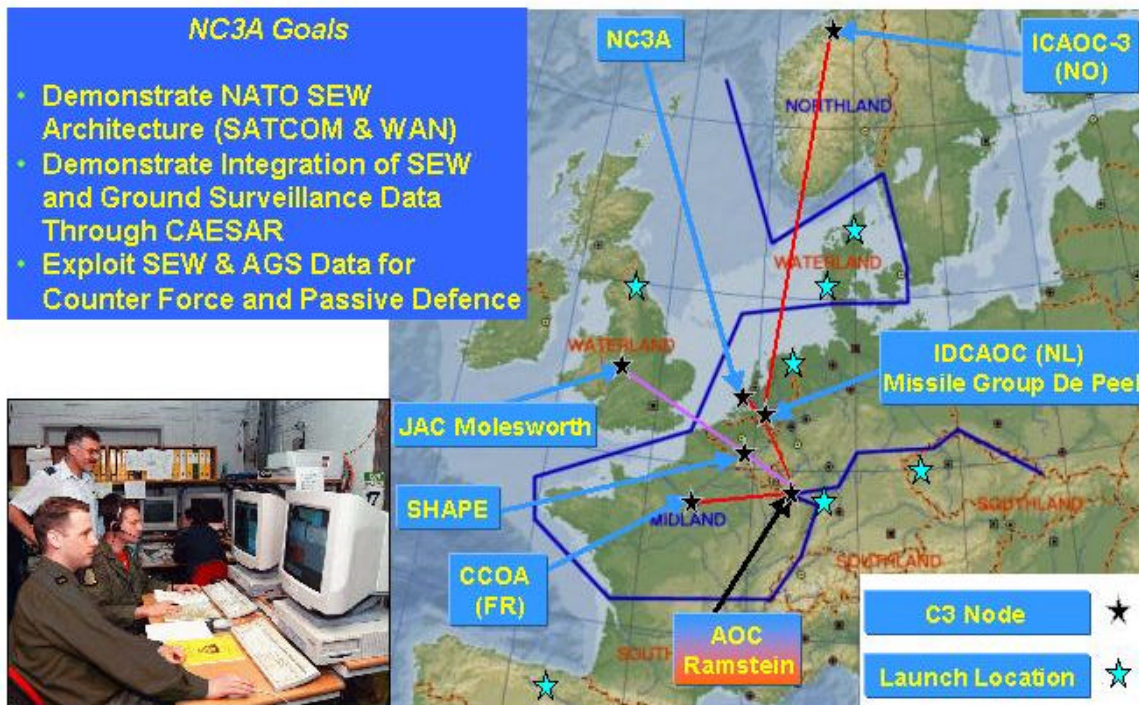 NC3A Goals
• Demonstrate NATO SEW
Architecture (SATCOM & WAN)
• Demonstrate Integration of SEW
and Ground Surveillance Data
Through CAESAR
• Exploit SEW & AGS Data for
Counter Force and Passive Defence
NC3A
ICAOC-3
(NO)
NORTHLAND
WATERLAND
WATERLAND
IDCAOC (NL)
Missile Group De Peel
JAC Molesworth
SHAPE
MIDLAND
SOUTHLAND
SOUTHLAND
CCOA
(FR)
AOC
Ramstein
C3 Node
Launch Location